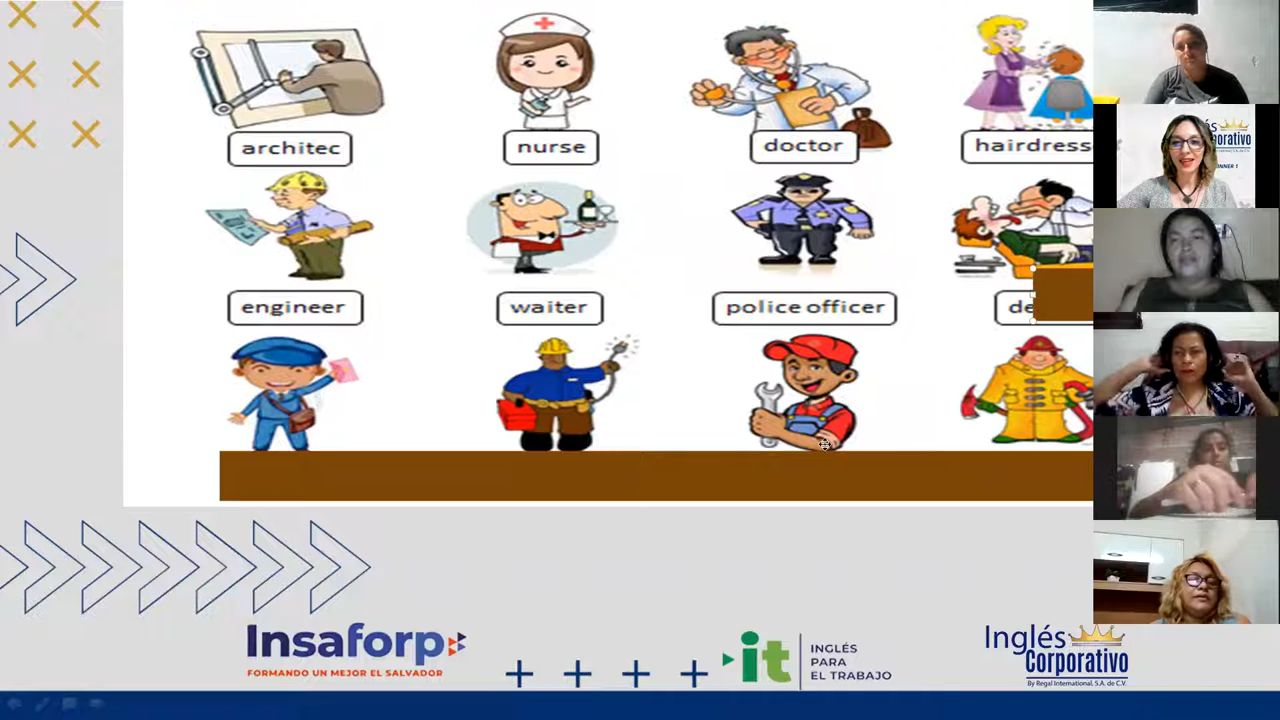 architec
nurse
doctor
hairdress
engineer
waiter
police officer
de
Insaforp
FORMANDO UN MEJOR EL SALVADOR
it
INGLÉS
PARA
EL TRABAJO
Inglés
Corporativo
By Regal International, S.A. de C.V.